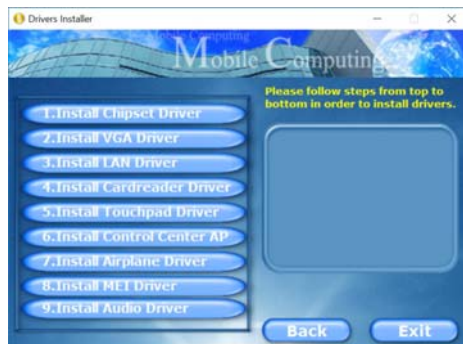 Drivers Installer
Mobile Computing
Mobile Computing
Please follow steps from top to
bottom in order to install drivers.
1.Install Chipset Driver
2.Install VGA Driver
3.Install LAN Driver
4.Install Cardreader Driver
5.Install Touchpad Driver
6.Install Control Center AP
7.Install Airplane Driver
8.Install MEI Driver
9.Install Audio Driver
Back
Exit